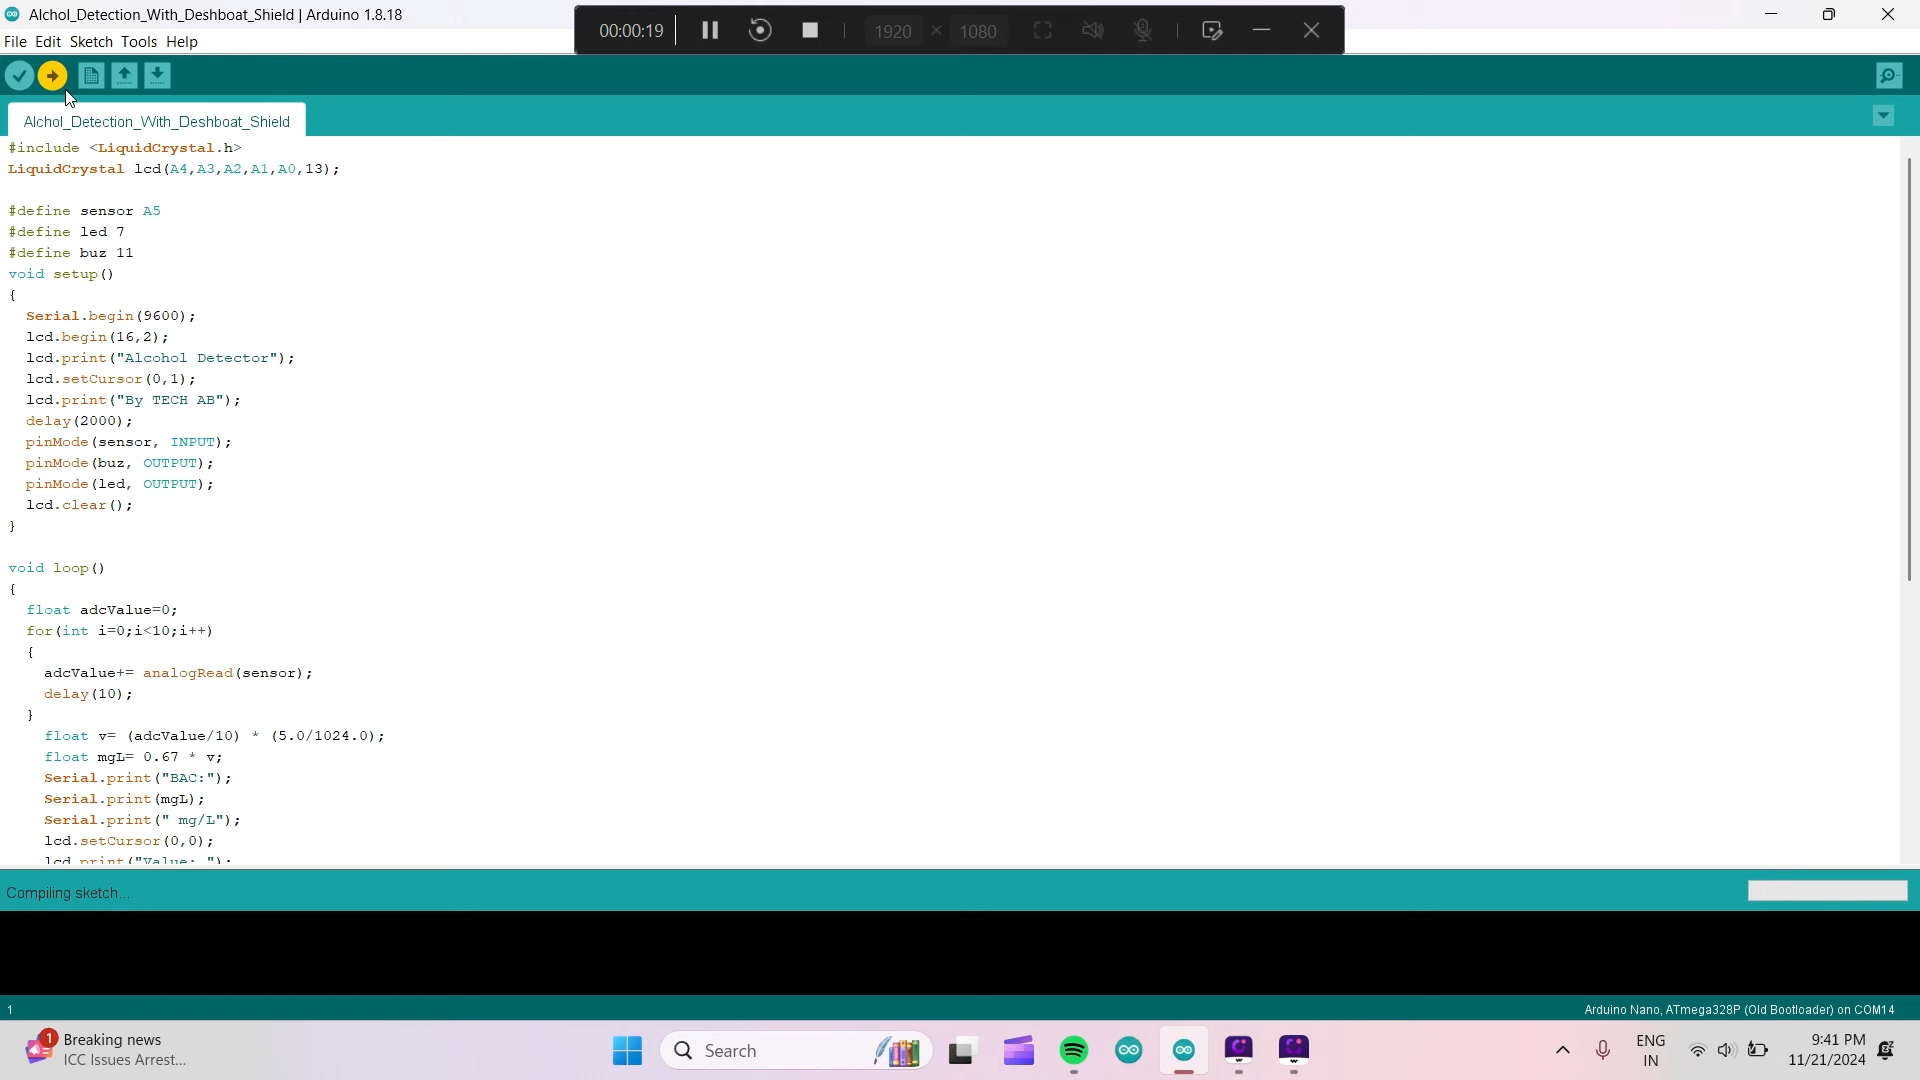 Alchol_Detection_With_Deshboat_Shield | Arduino 1.8.18
00:00:19
1920 × 1080
File Edit Sketch Tools Help
Alchol_Detection_With_Deshboat_Shield
#include <LiquidCrystal.h>
LiquidCrystal lcd(A4,A3,A2,A1,A0,13);
#define sensor A5
#define led 7
#define buz 11
void setup()
{
Serial.begin(9600);
lcd.begin(16,2);
lcd.print("Alcohol Detector");
lcd.setCursor(0,1);
lcd.print("By TECH AB");
delay(2000);
pinMode(sensor, INPUT);
pinMode(buz, OUTPUT);
pinMode(led, OUTPUT);
lcd.clear();
}
void loop()
{
float adcValue=0;
for(int i=0;i<10;i++)
{
adcValue+= analogRead(sensor);
delay(10);
}
float v= (adcValue/10) * (5.0/1024.0);
float mgL= 0.67 * v;
Serial.print("BAC:");
Serial.print(mgL);
Serial.print(" mg/L");
lcd.setCursor(0,0);
lcd.print("Value: ");
Compiling sketch...
1
Arduino Nano, ATmega328P (Old Bootloader) on COM14
1
Breaking news
ICC Issues Arrest...
Search
ENG
IN
9:41 PM
11/21/2024